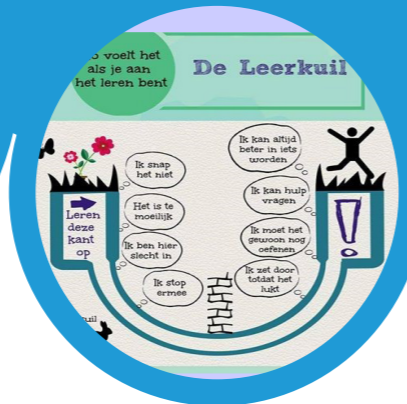 voelt het
als je aan
het leren bent
De Leerkuil
Ik snap
het niet
Het is te
moeilijk
Ik ben hier
slecht in
Ik stop
ermee
Ik kan altijd
beter in iets
worden
Ik kan hulp
vragen
Ik moet het
gewoon nog
oefenen
Ik zet door
totdat het
lukt
Leren
deze
kant
op
!